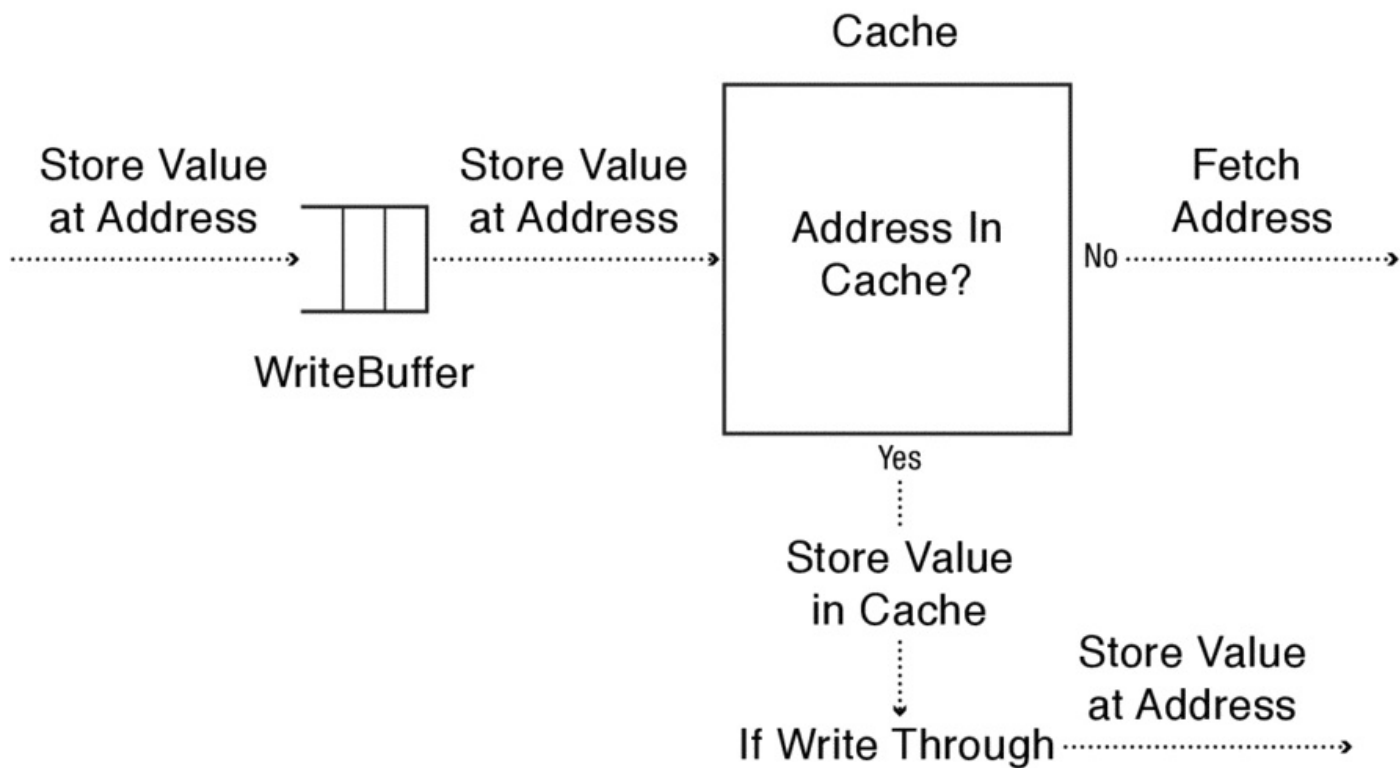 Cache
Store Value
at Address
WriteBuffer
Store Value
at Address
Address In
Cache?
No
Fetch
Address
Yes
Store Value
in Cache
If Write Through
Store Value
at Address